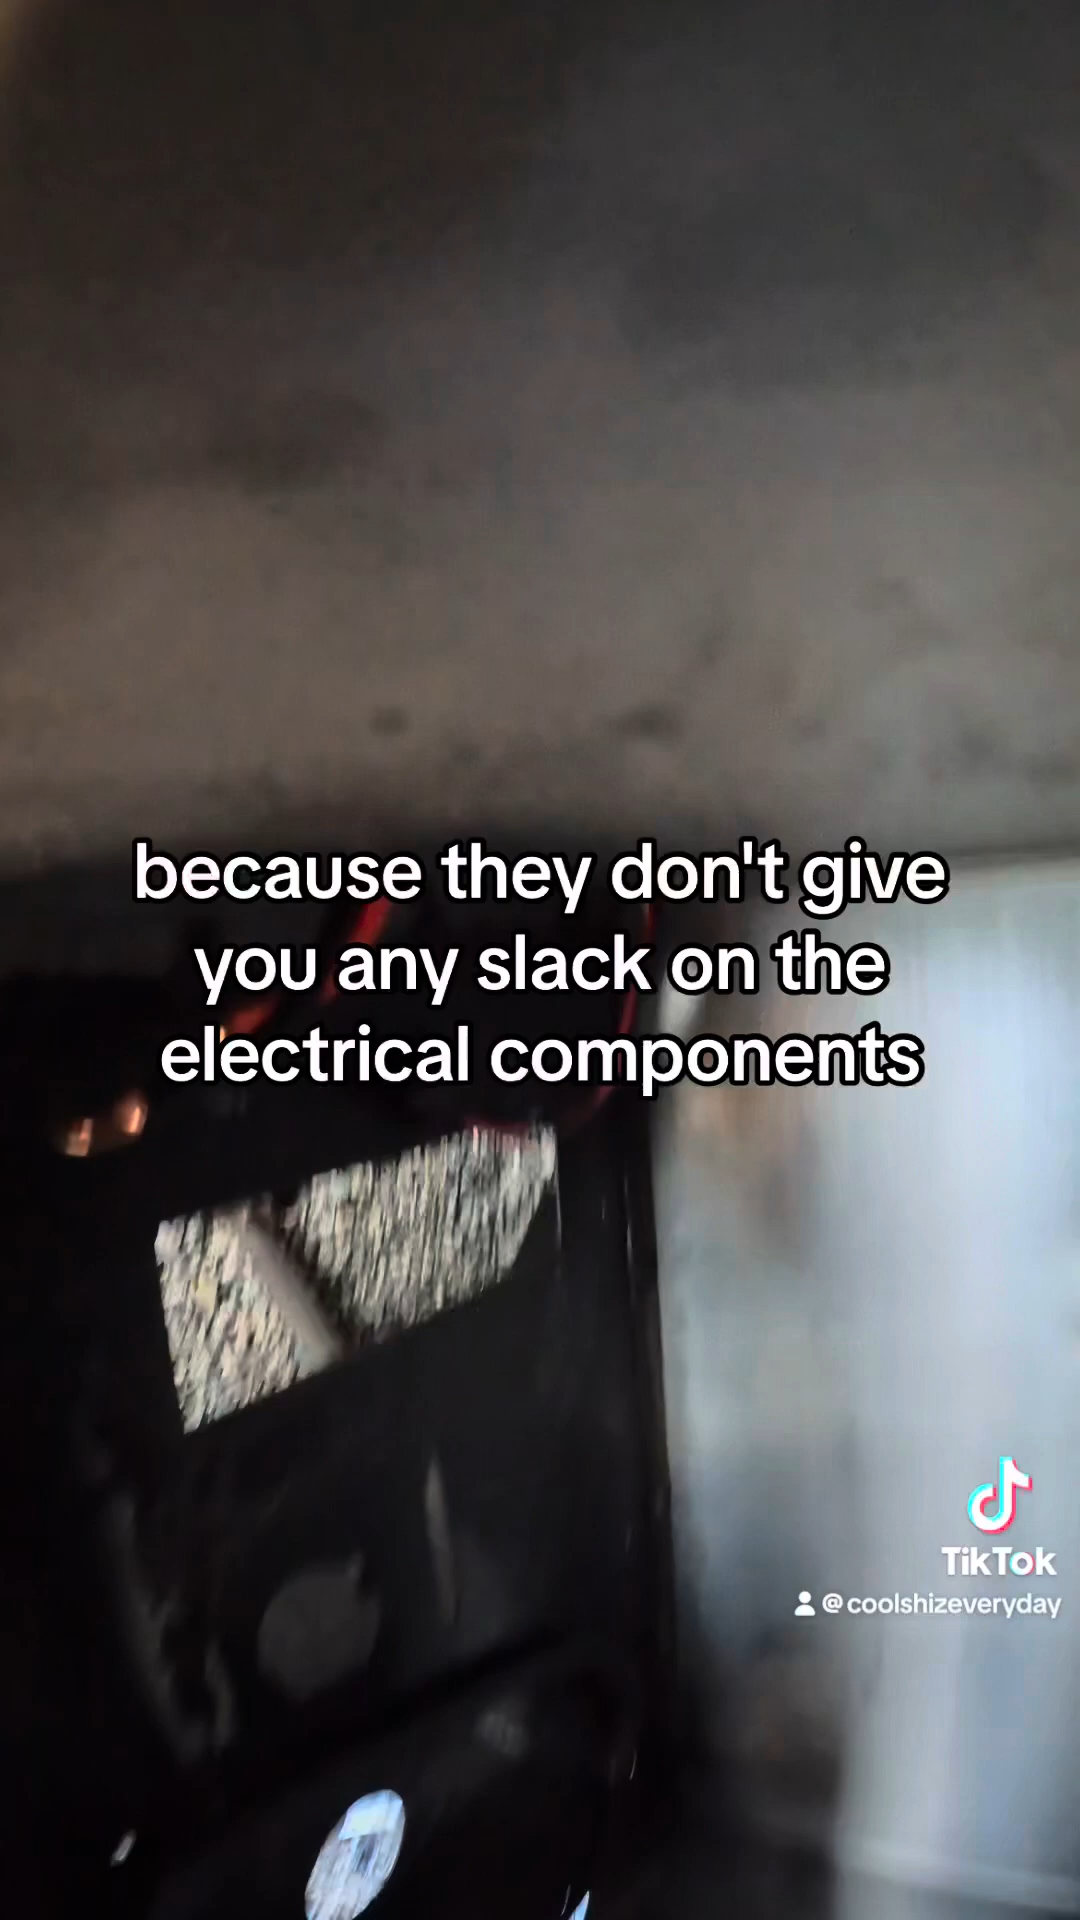 because they don't give
you any slack on the
electrical components
TikTok
@coolshizeveryday